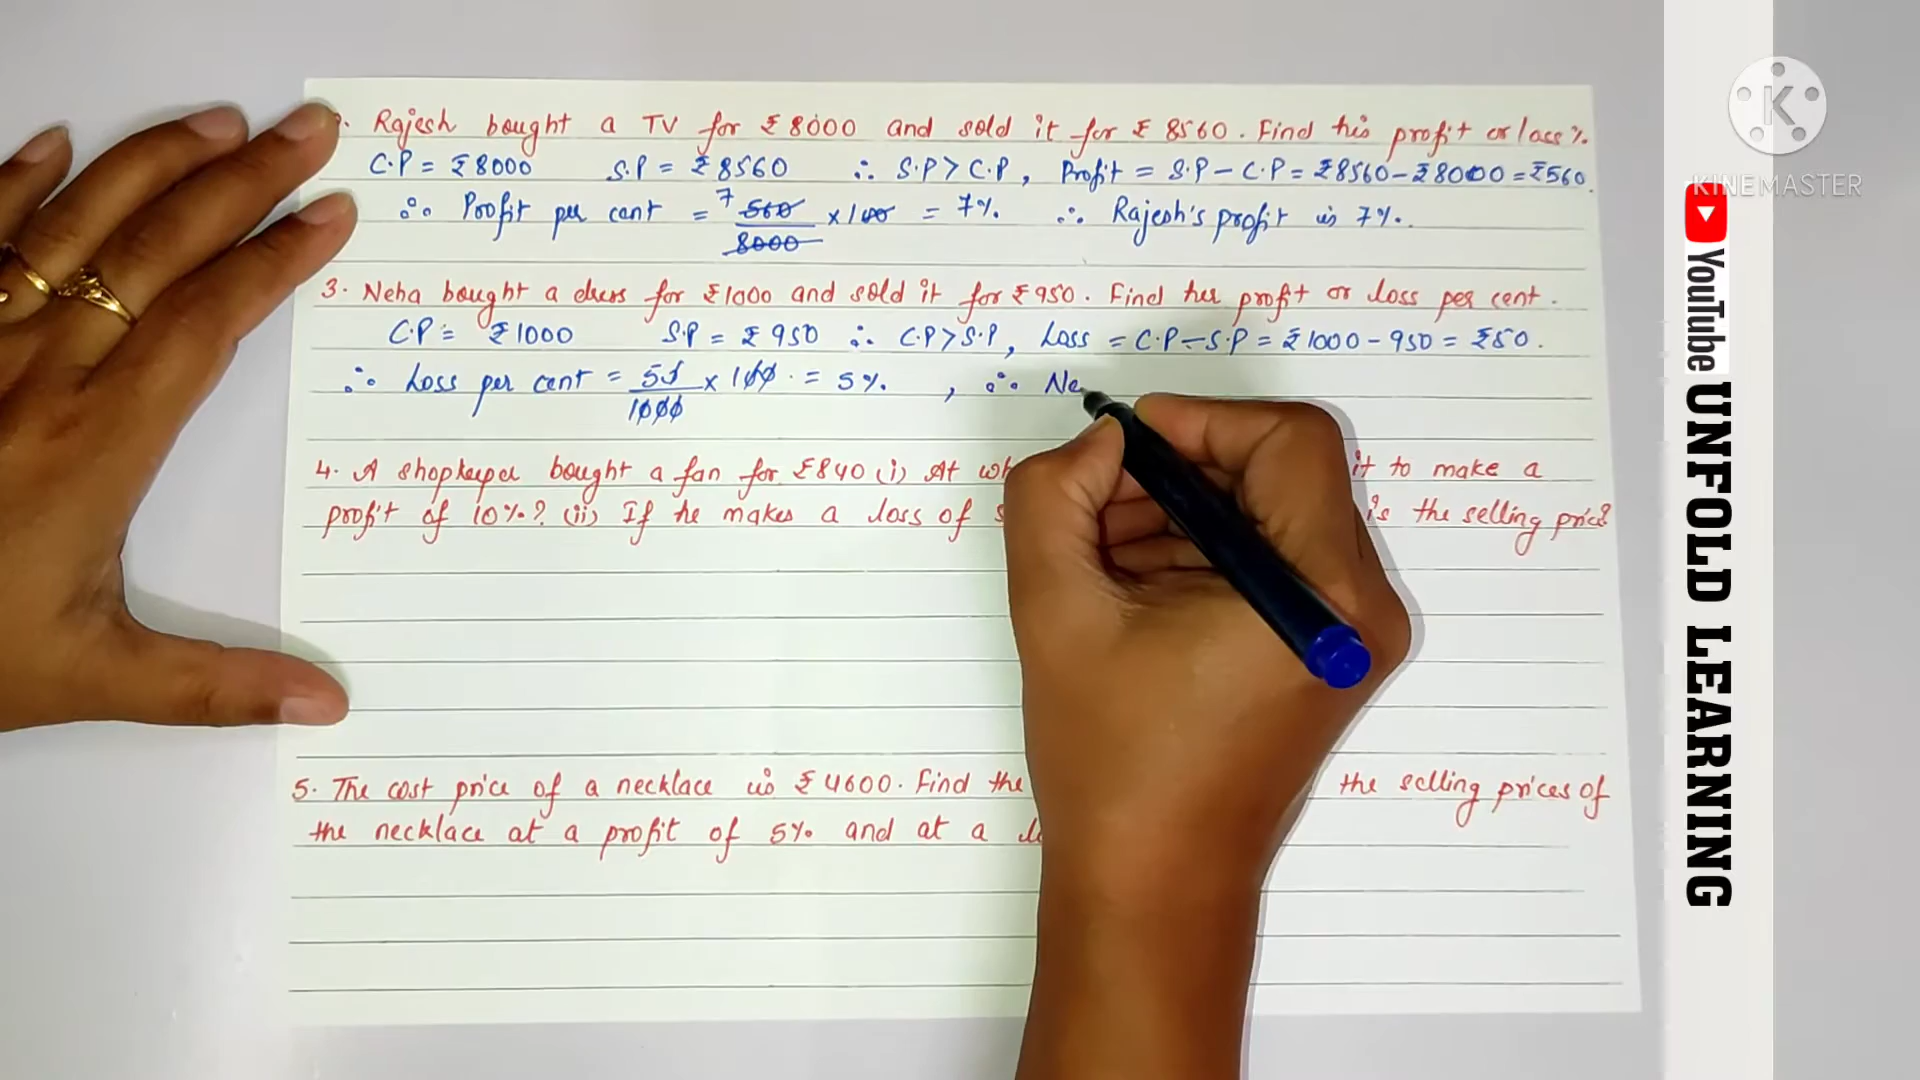 . Rajesh bought a TV for ₹8000 and sold it for ₹ 8560. Find his profit or loss %.
C.P = ₹8000 S.P = ₹8560 ∴ S.P > C.P, Profit = S.P – C.P = ₹8560 – ₹8000 = ₹560.
∴ Profit per cent = 7 560/8000 × 100 = 7%. ∴ Rajesh's profit is 7%.
3. Neha bought a dress for ₹1000 and sold it for ₹950. Find her profit or loss per cent.
C.P = ₹1000 S.P = ₹950 ∴ C.P > S.P, Loss = C.P – S.P = ₹1000 – 950 = ₹50.
∴ Loss per cent = 50/1000 × 100 . = 5%. , ∴ Ne
4. A shopkeeper bought a fan for ₹840 (i) At it to make a
profit of 10%.? (ii) If he makes a loss of is the selling price?
5. The cost price of a necklace is ₹4600. Find the the selling prices of
the necklace at a profit of 5% and at a
KINEMASTER
YouTube UNFOLD LEARNING